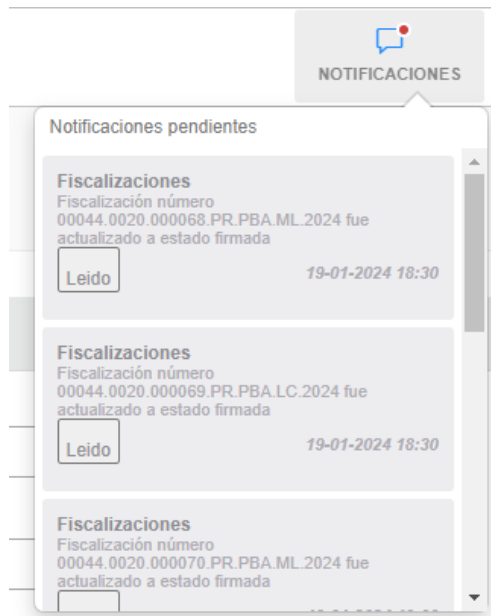 NOTIFICACIONES
Notificaciones pendientes
Fiscalizaciones
Fiscalización número
00044.0020.000068.PR.PBA.ML.2024 fue
actualizado a estado firmada
Leido
19-01-2024 18:30
Fiscalizaciones
Fiscalización número
00044.0020.000069.PR.PBA.LC.2024 fue
actualizado a estado firmada
Leido
19-01-2024 18:30
Fiscalizaciones
Fiscalización número
00044.0020.000070.PR.PBA.ML.2024 fue
actualizado a estado firmada